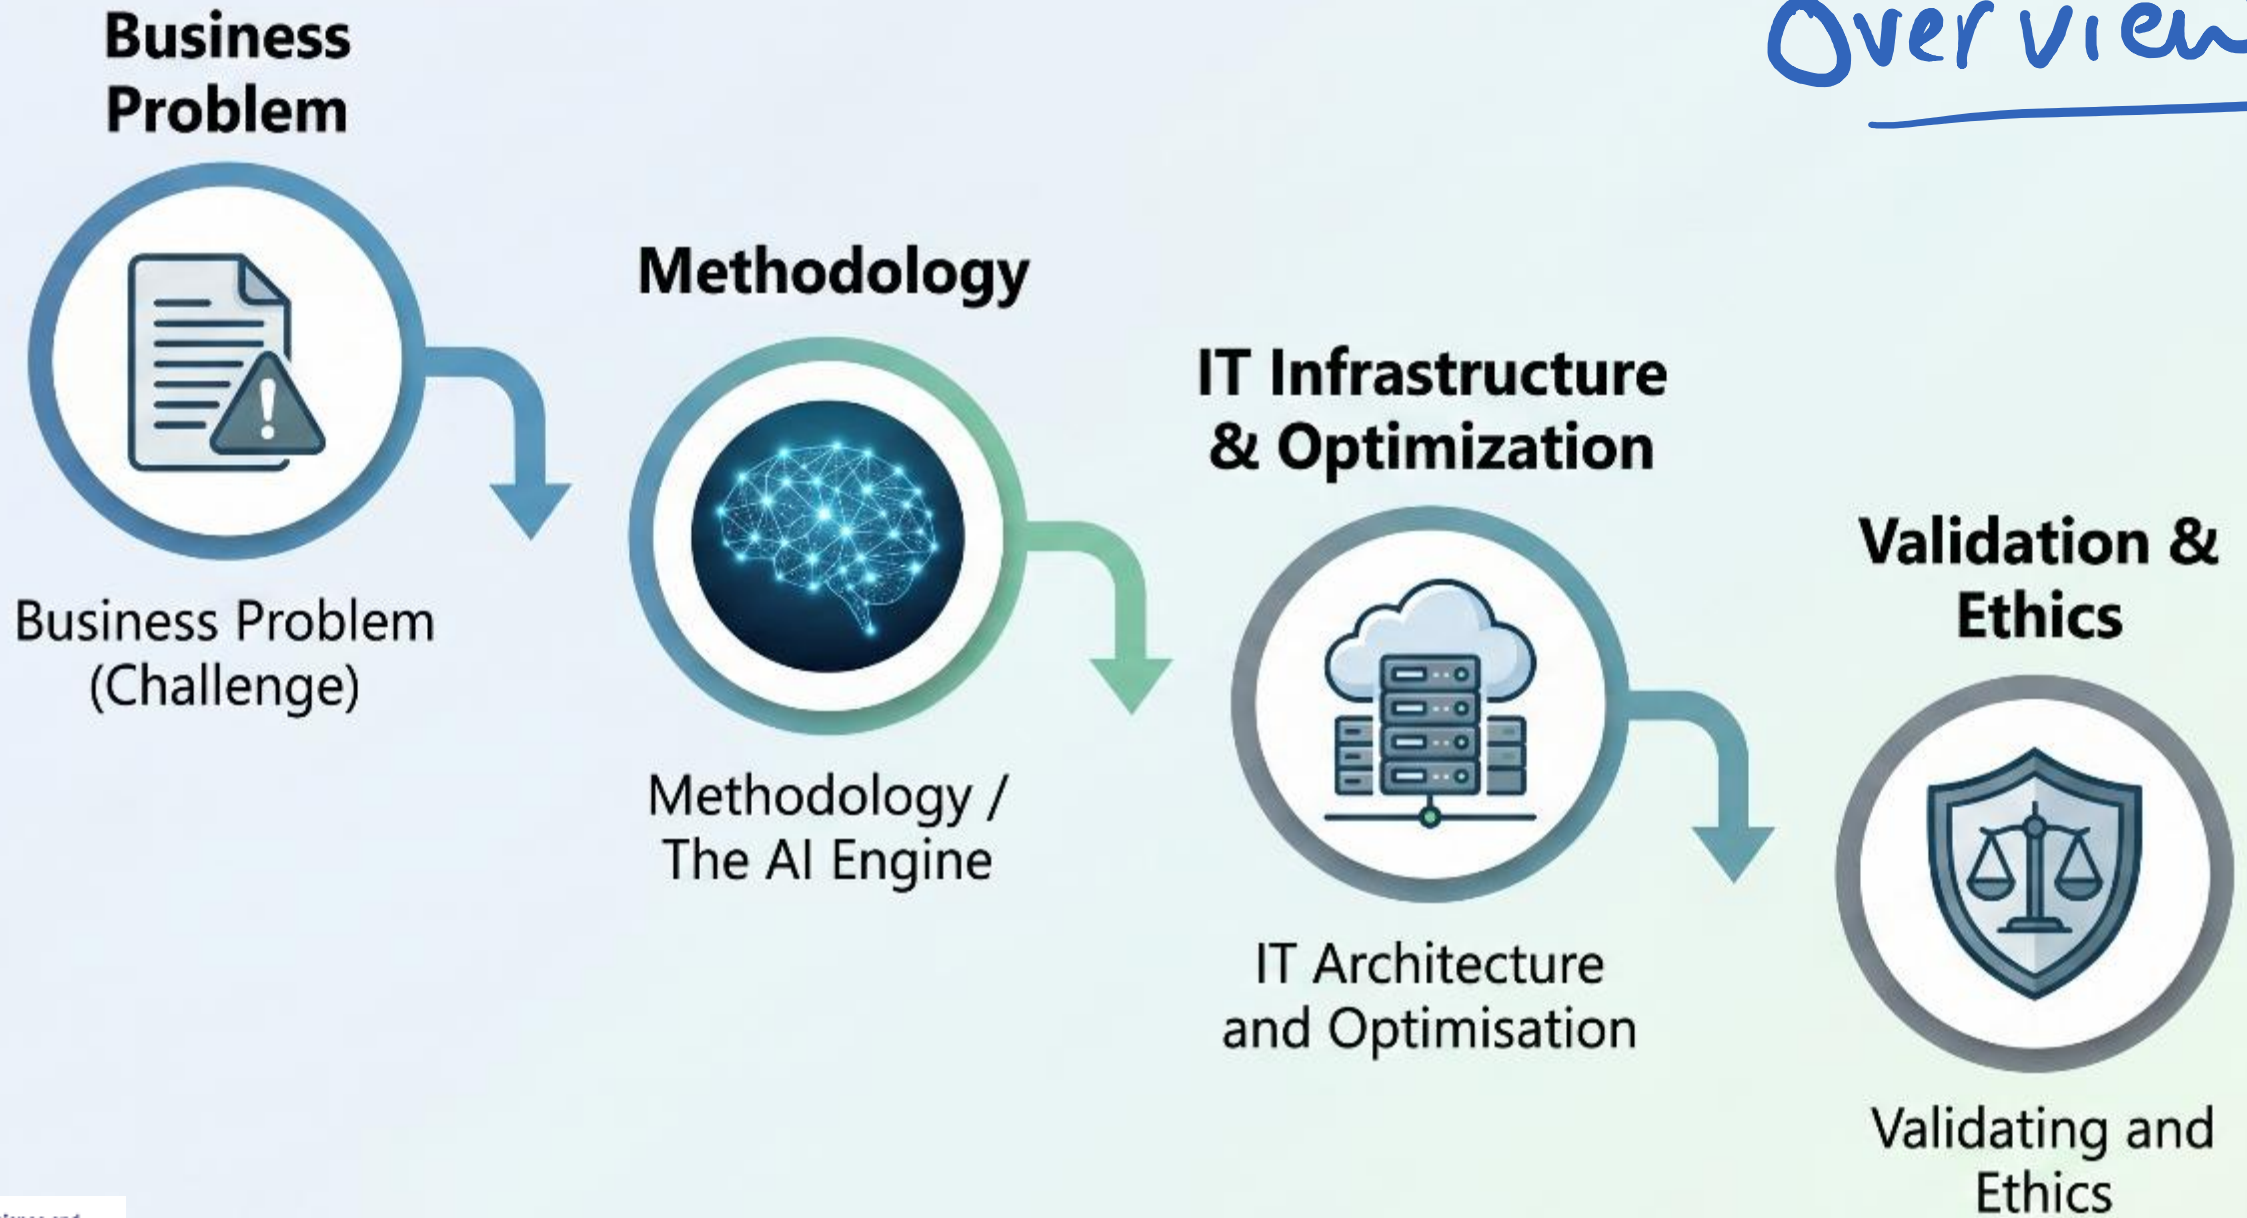 Overview
Business
Problem
Business Problem
(Challenge)
Methodology
Methodology /
The AI Engine
IT Infrastructure
& Optimization
IT Architecture
and Optimisation
Validation &
Ethics
Validating and
Ethics